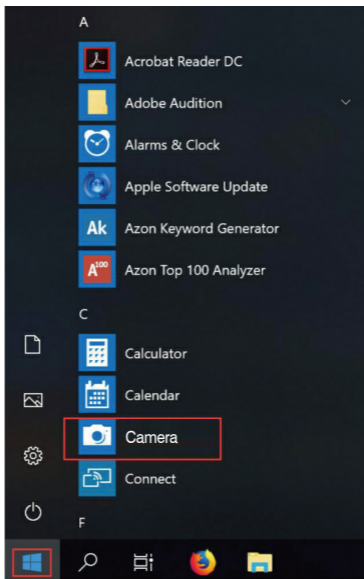 A
Acrobat Reader DC
Adobe Audition
Alarms & Clock
Apple Software Update
Ak Azon Keyword Generator
A100 Azon Top 100 Analyzer
C
Calculator
Calendar
Camera
Connect
F